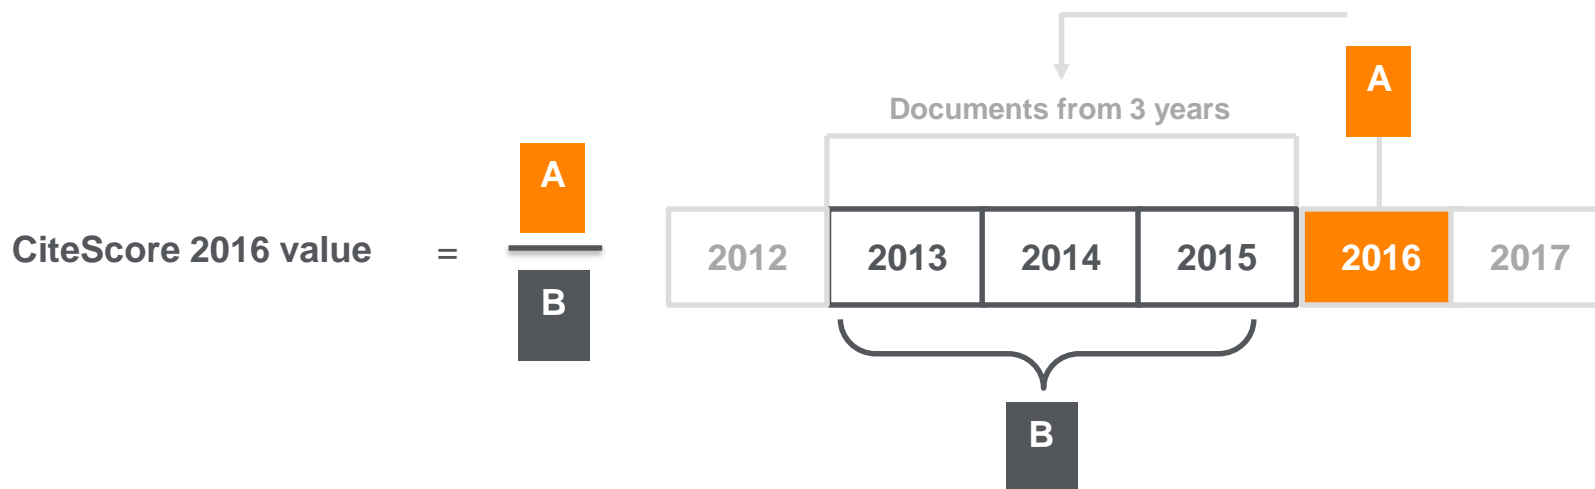 Documents from 3 years
A
A
CiteScore 2016 value =
B
2012 2013 2014 2015 2016 2017
B